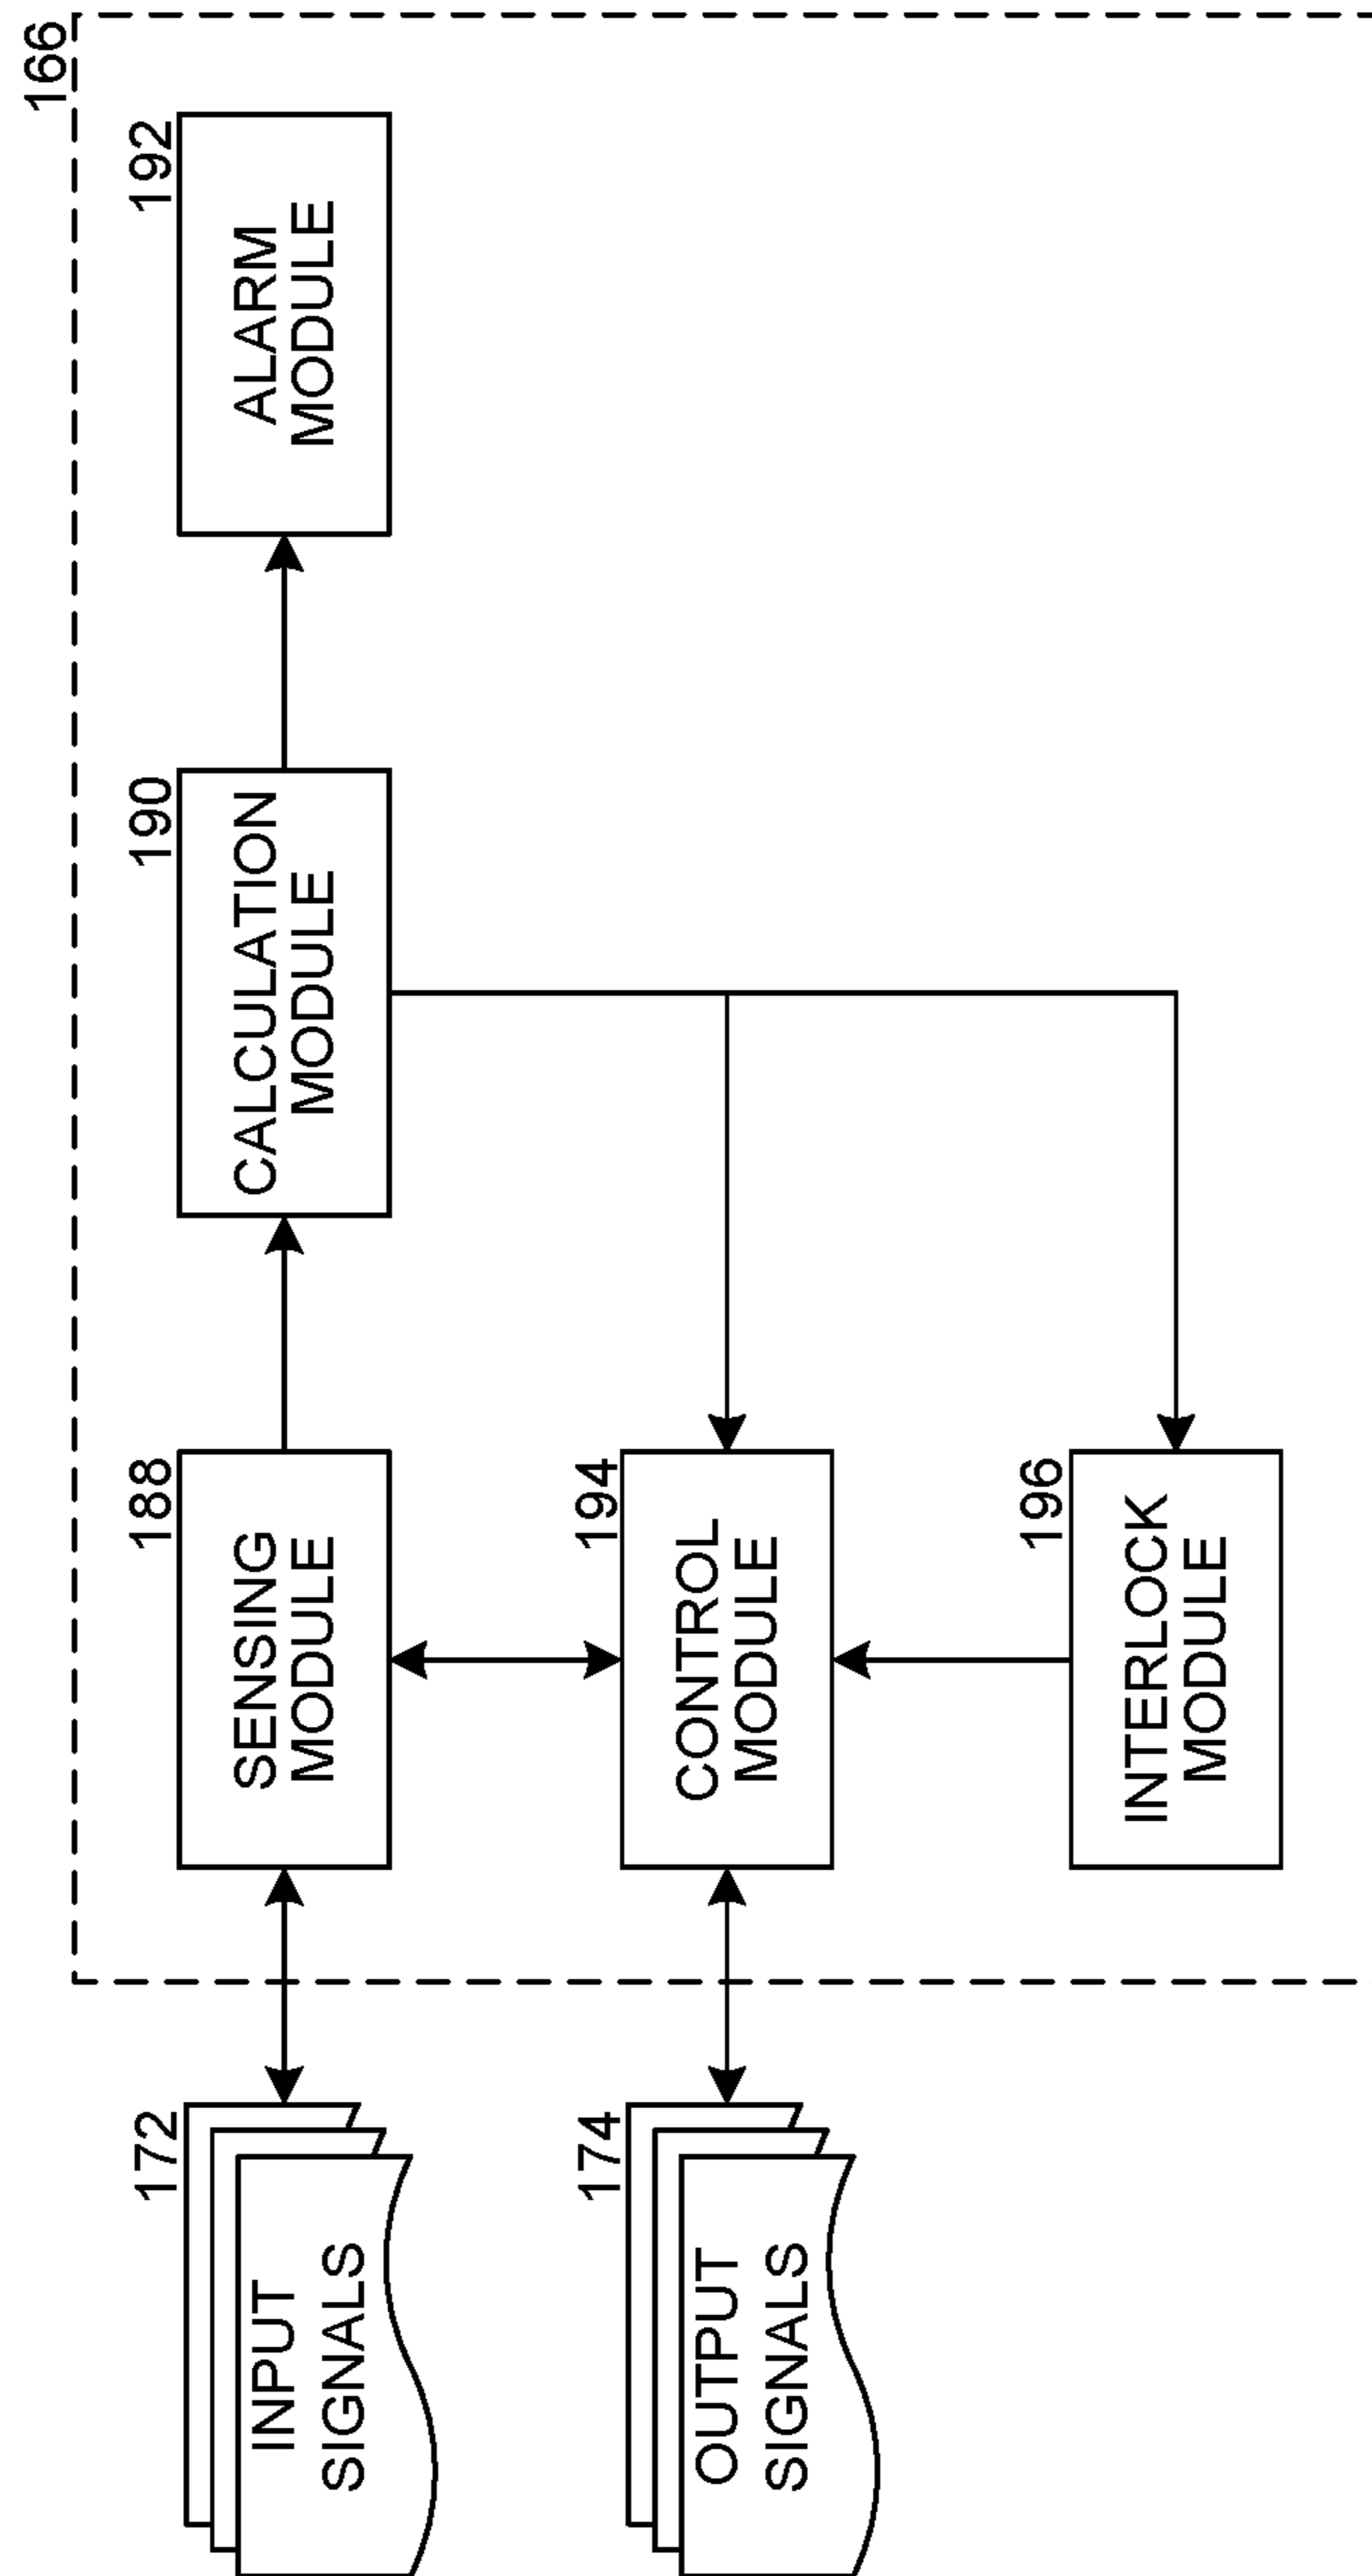 166
172
INPUT
SIGNALS
188
SENSING
MODULE
190
CALCULATION
MODULE
192
ALARM
MODULE
174
OUTPUT
SIGNALS
194
CONTROL
MODULE
196
INTERLOCK
MODULE